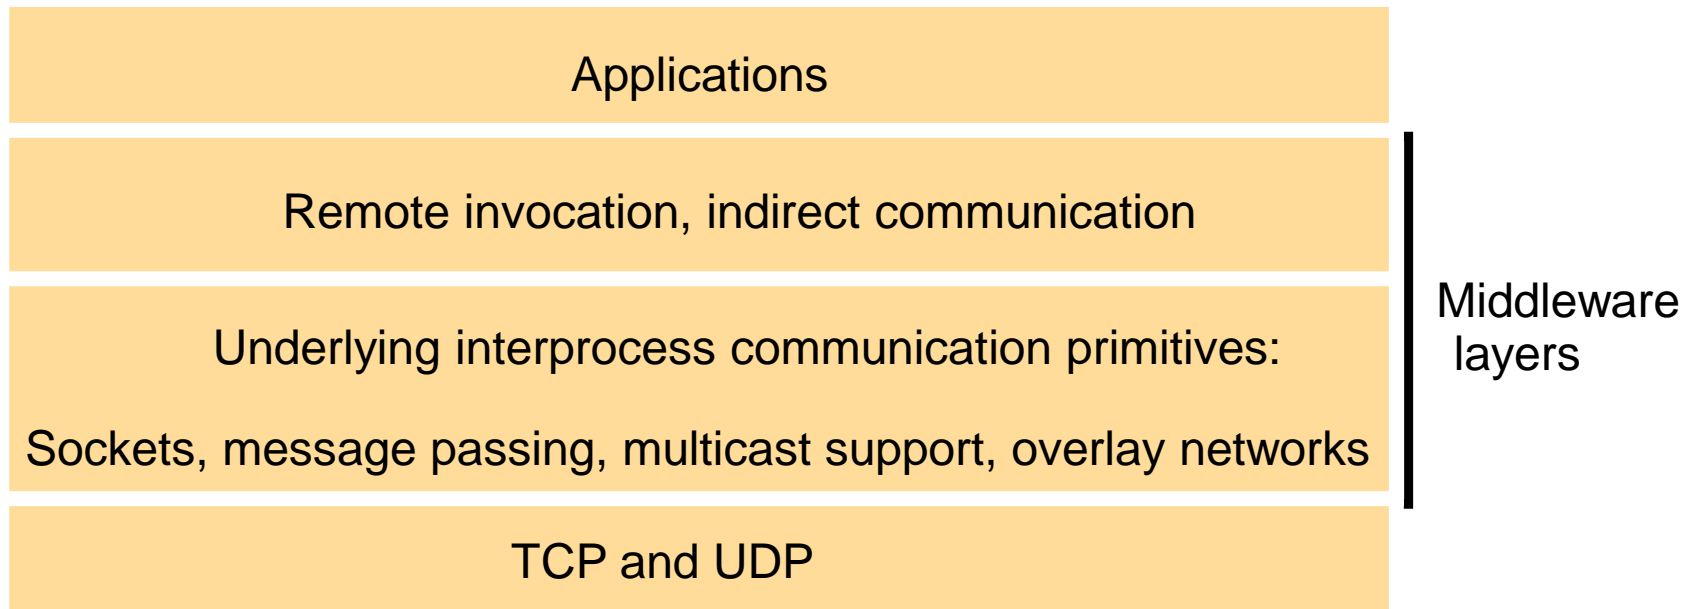 Applications
Remote invocation, indirect communication
Underlying interprocess communication primitives:
Sockets, message passing, multicast support, overlay networks
TCP and UDP
Middleware
layers